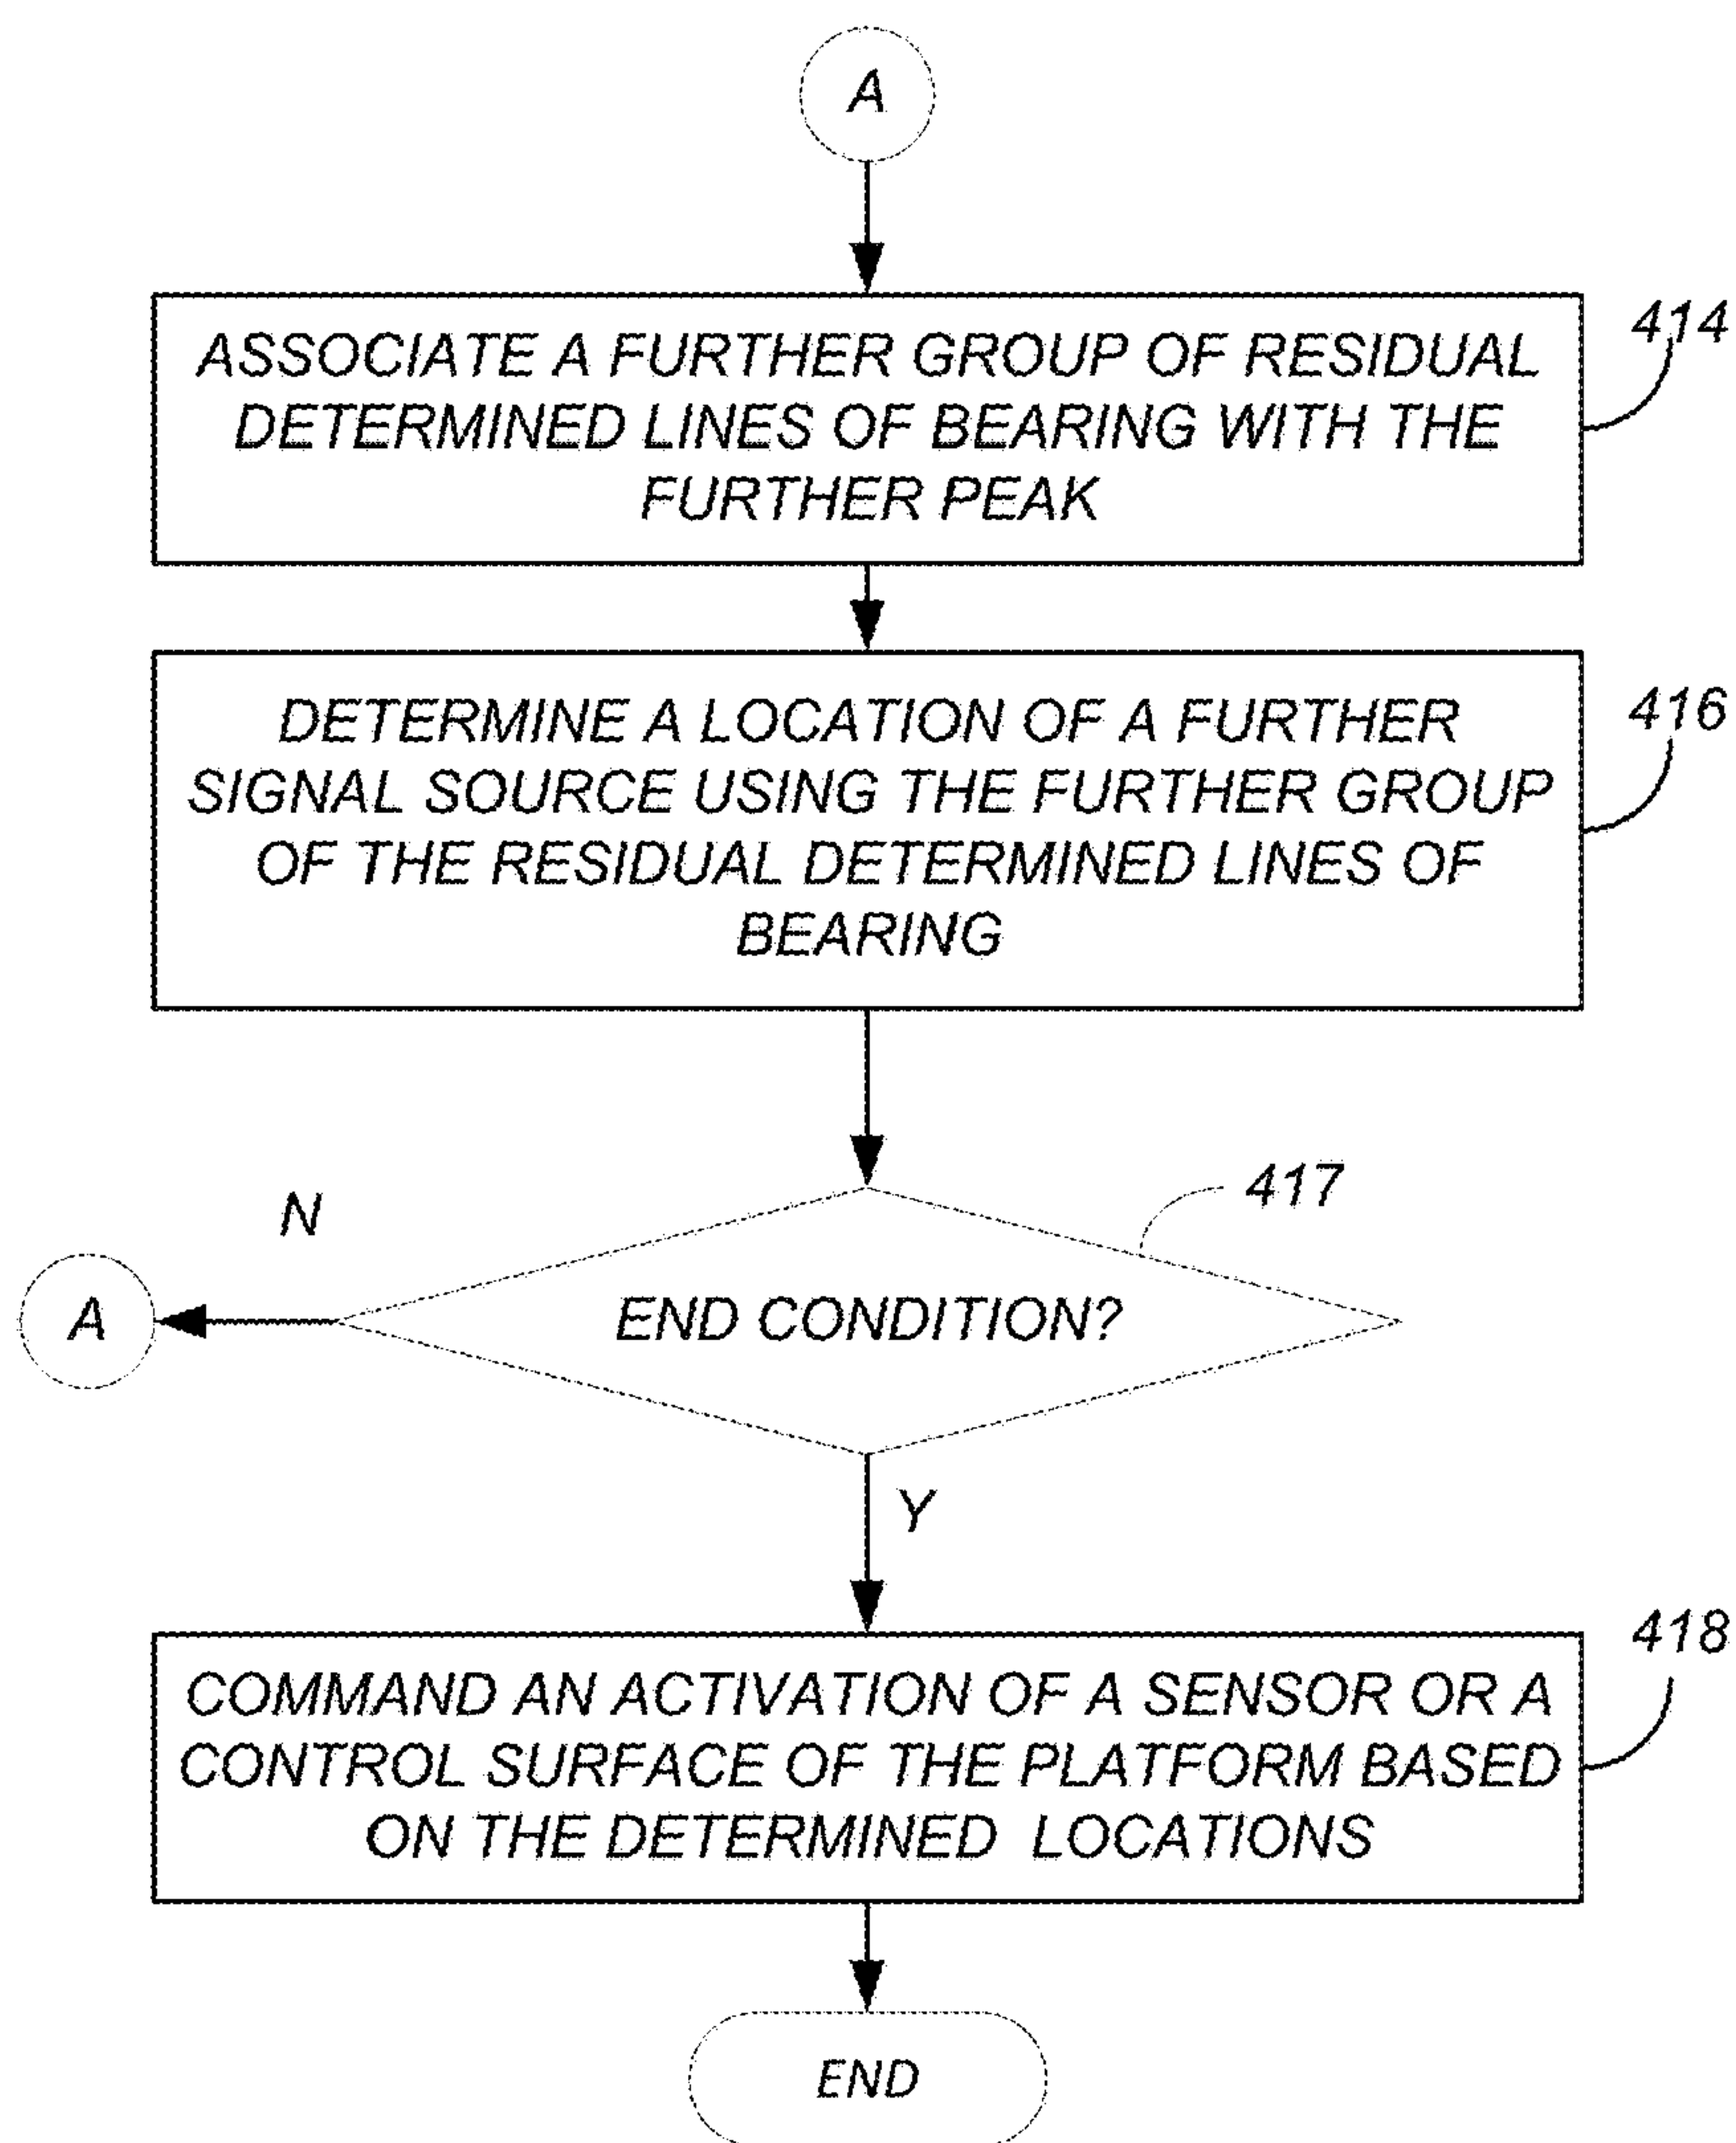 A
ASSOCIATE A FURTHER GROUP OF RESIDUAL
DETERMINED LINES OF BEARING WITH THE
FURTHER PEAK
414
DETERMINE A LOCATION OF A FURTHER
SIGNAL SOURCE USING THE FURTHER GROUP
OF THE RESIDUAL DETERMINED LINES OF
BEARING
416
417
N
A
END CONDITION?
Y
COMMAND AN ACTIVATION OF A SENSOR OR A
CONTROL SURFACE OF THE PLATFORM BASED
ON THE DETERMINED LOCATIONS
418
END